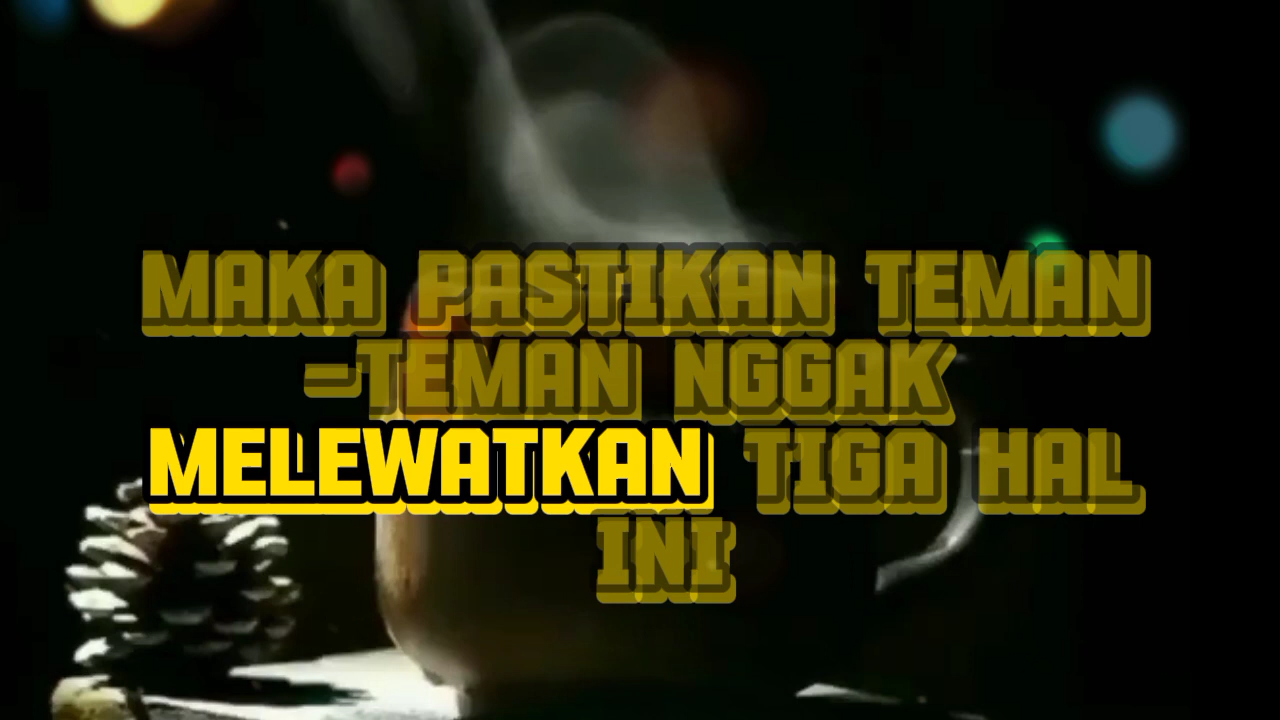 MAKA PASTIKAN TEMAN
-TEMAN NGGAK
MELEWATKAN TIGA HAL
INI